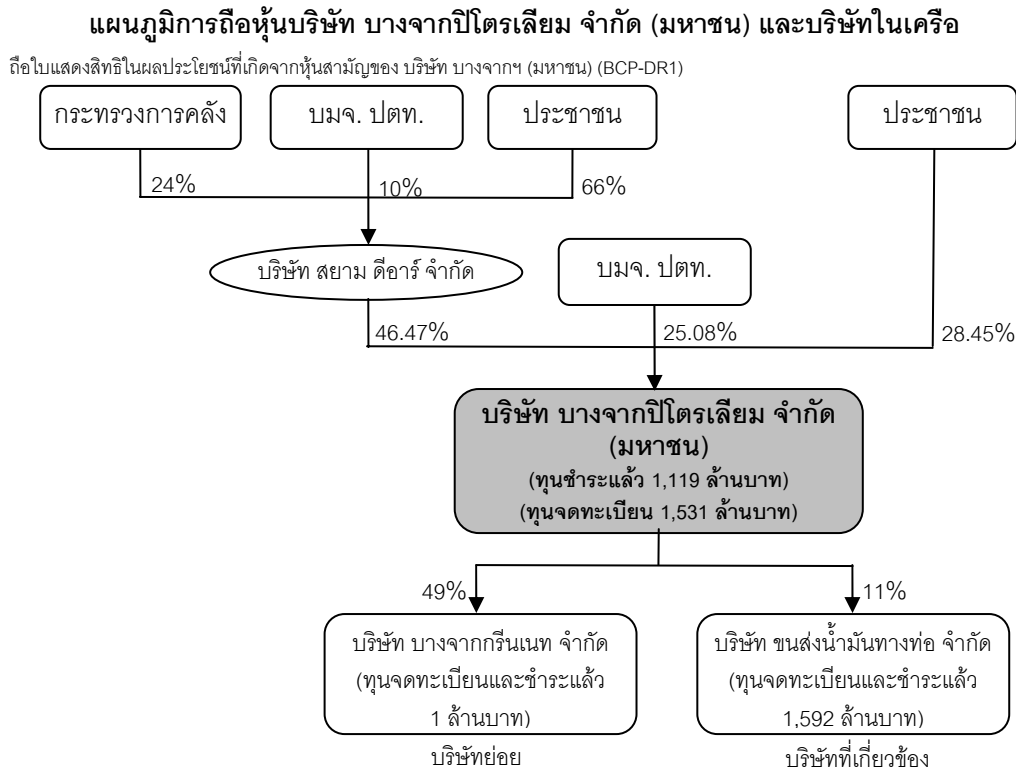 แผนภูมิการถือหุ้นบริษัท บางจากปิโตรเลียม จำกัด (มหาชน) และบริษัทในเครือ
ถือใบแสดงสิทธิในผลประโยชน์ที่เกิดจากหุ้นสามัญของ บริษัท บางจากฯ (มหาชน) (BCP-DR1)
กระทรวงการคลัง
บมจ. ปตท.
ประชาชน
ประชาชน
24%
10%
66%
บริษัท สยาม ดีอาร์ จำกัด
บมจ. ปตท.
46.47%
25.08%
28.45%
บริษัท บางจากปิโตรเลียม จำกัด
(มหาชน)
(ทุนชำระแล้ว 1,119 ล้านบาท)
(ทุนจดทะเบียน 1,531 ล้านบาท)
49%
11%
บริษัท บางจากกรีนเนท จำกัด
(ทุนจดทะเบียนและชำระแล้ว
1 ล้านบาท)
บริษัทย่อย
บริษัท ขนส่งน้ำมันทางท่อ จำกัด
(ทุนจดทะเบียนและชำระแล้ว
1,592 ล้านบาท)
บริษัทที่เกี่ยวข้อง